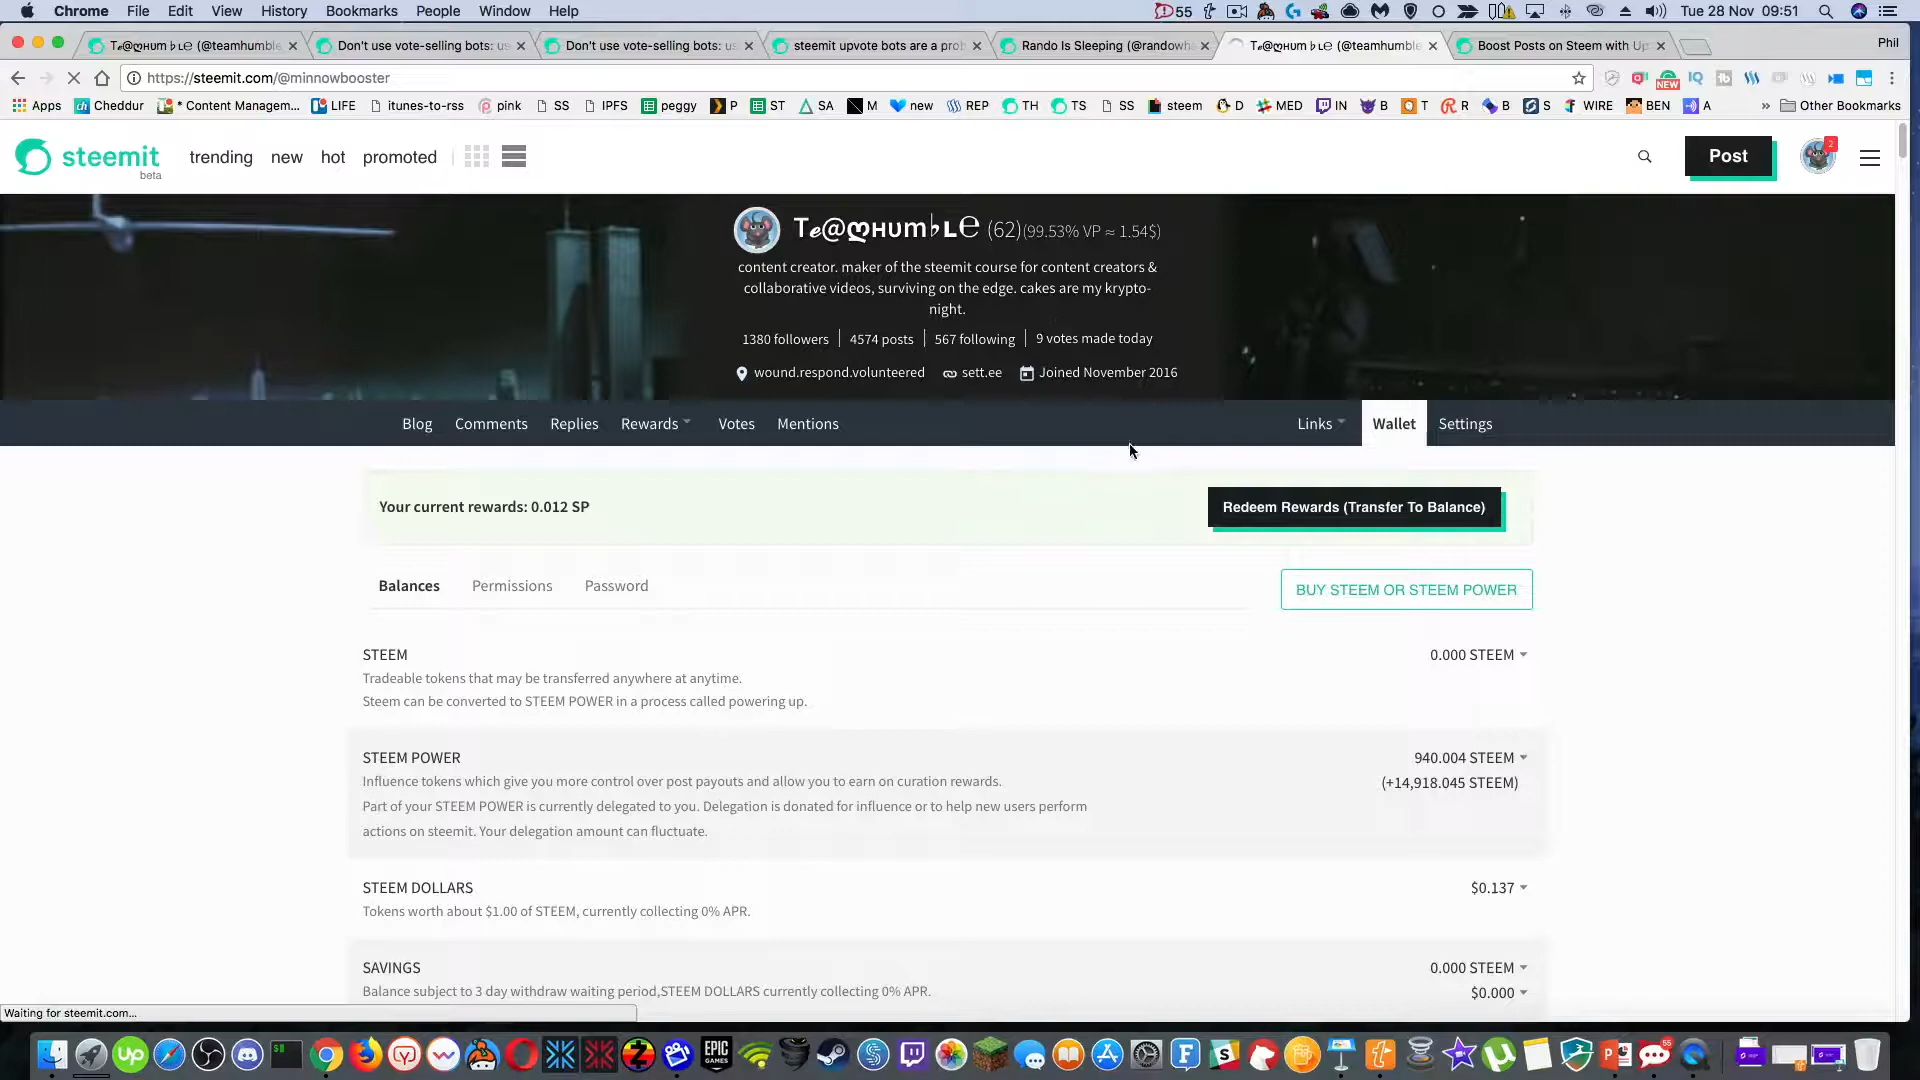 Chrome File Edit View History Bookmarks People Window Help 55 Tue 28 Nov 09:51
(@teamhumble Don't use vote-selling bots: us Don't use vote-selling bots: us steemit upvote bots are a prob Rando Is Sleeping (@randowha (@teamhumble Boost Posts on Steem with Up Phil
https://steemit.com/@minnowbooster NEW
Apps Cheddur * Content Managem... LIFE itunes-to-rss pink SS IPFS peggy P ST SA M new REP TH TS SS steem D MED IN B T R B S WIRE BEN A » Other Bookmarks
steemit beta trending new hot promoted Post 2
T𝓮@ღнυm♭ʟ℮ (62)(99.53% VP ≈ 1.54$)
content creator. maker of the steemit course for content creators &
collaborative videos, surviving on the edge. cakes are my krypto-
night.
1380 followers 4574 posts 567 following 9 votes made today
wound.respond.volunteered sett.ee Joined November 2016
Blog Comments Replies Rewards Votes Mentions Links Wallet Settings
Your current rewards: 0.012 SP Redeem Rewards (Transfer To Balance)
Balances Permissions Password BUY STEEM OR STEEM POWER
STEEM 0.000 STEEM
Tradeable tokens that may be transferred anywhere at anytime.
Steem can be converted to STEEM POWER in a process called powering up.
STEEM POWER 940.004 STEEM
Influence tokens which give you more control over post payouts and allow you to earn on curation rewards. (+14,918.045 STEEM)
Part of your STEEM POWER is currently delegated to you. Delegation is donated for influence or to help new users perform
actions on steemit. Your delegation amount can fluctuate.
STEEM DOLLARS $0.137
Tokens worth about $1.00 of STEEM, currently collecting 0% APR.
SAVINGS 0.000 STEEM
Balance subject to 3 day withdraw waiting period,STEEM DOLLARS currently collecting 0% APR. $0.000
Waiting for steemit.com...
Up EPIC GAMES 55